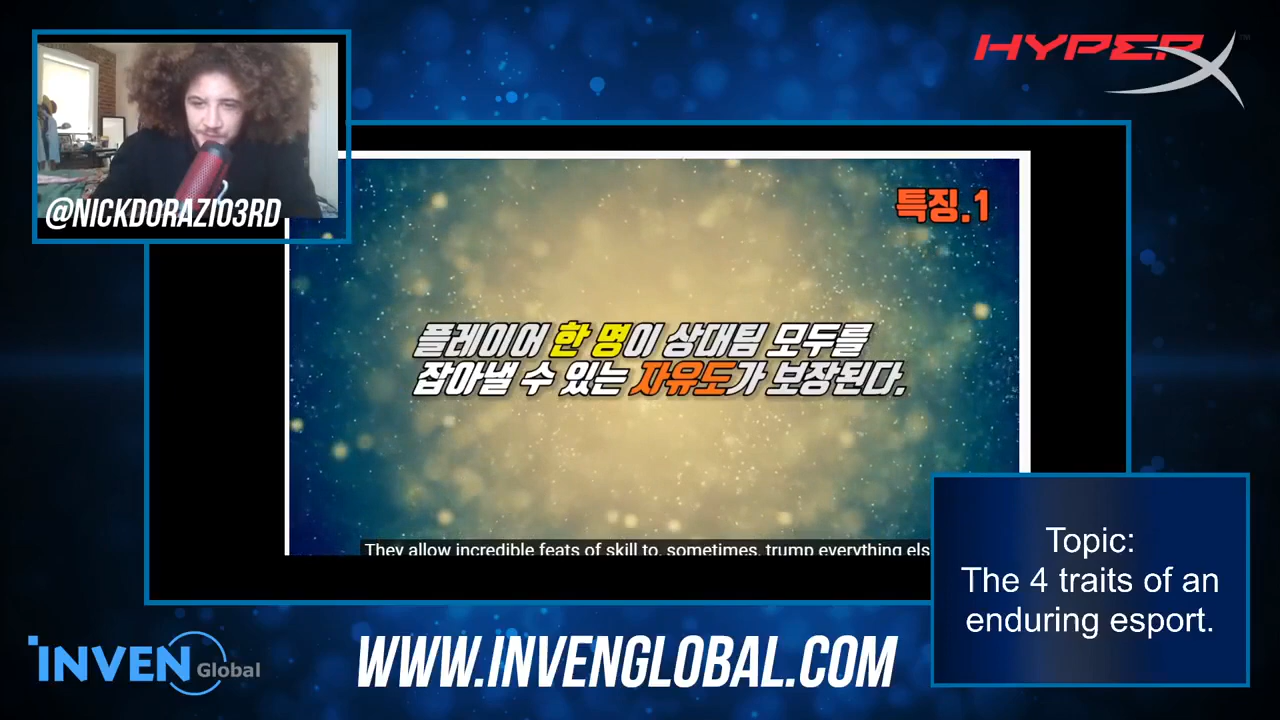 HYPERX
@NICKDORAZIO3RD
특징.1
플레이어 한 명이 상대팀 모두를
잡아낼 수 있는 자유도가 보장된다.
They allow incredible feats of skill to, sometimes, trump everything els
Topic:
The 4 traits of an
enduring esport.
INVEN Global
WWW.INVENGLOBAL.COM